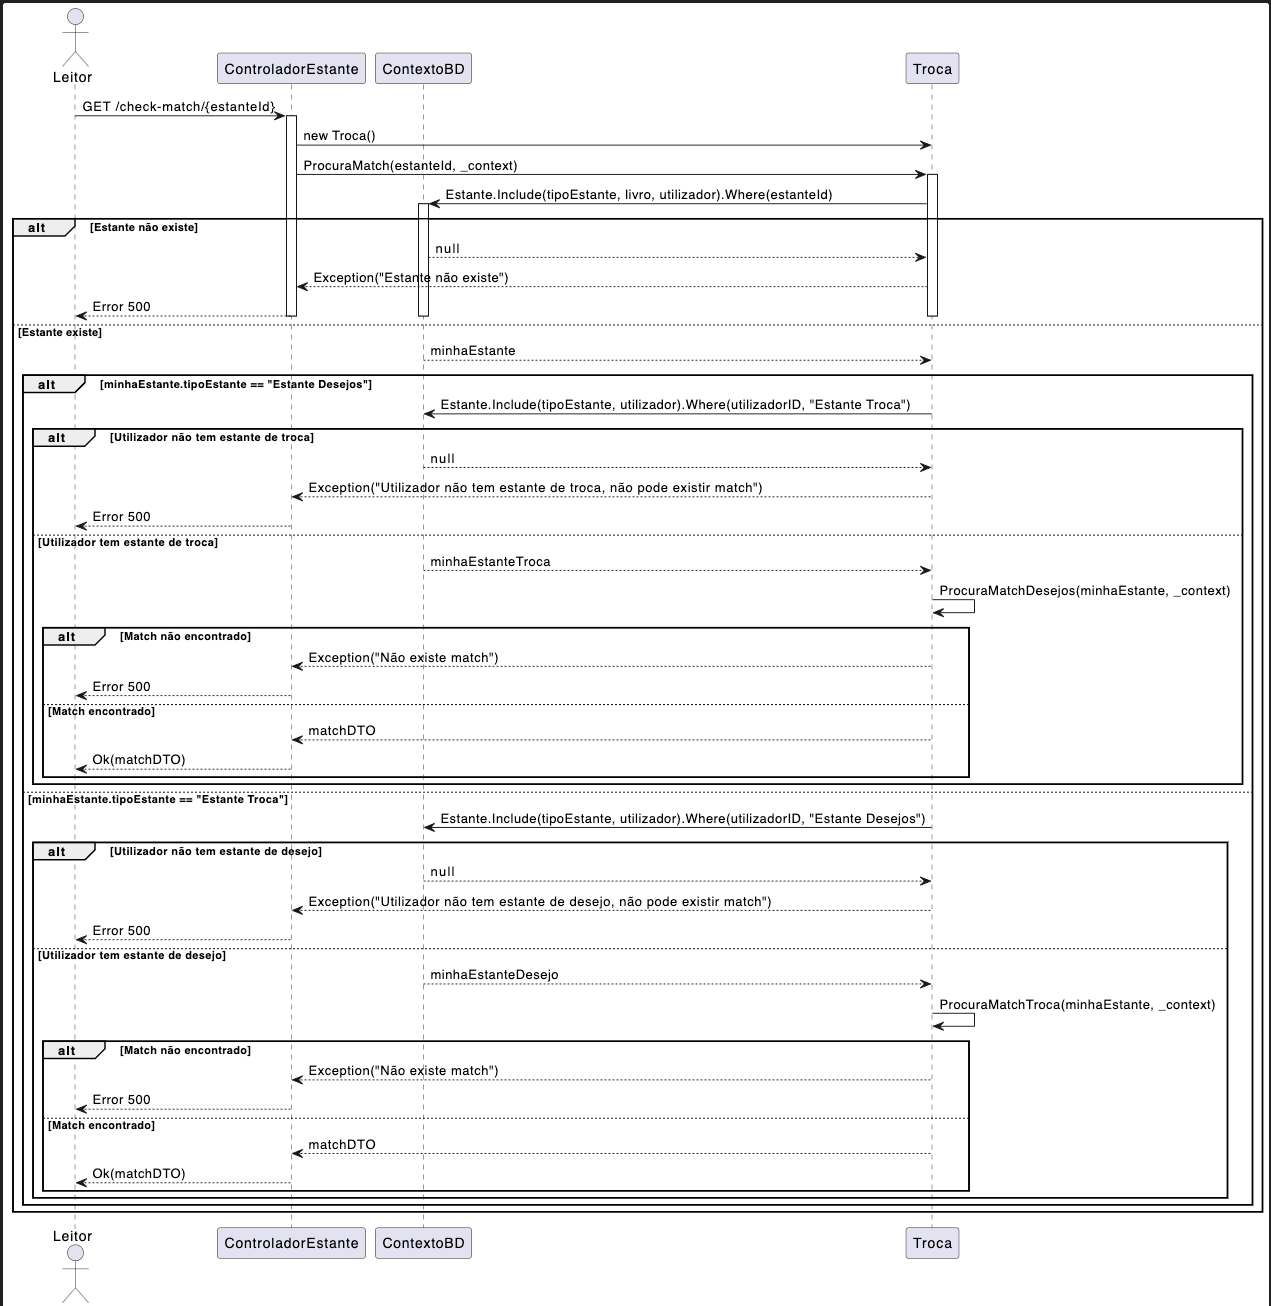 Leitor
ControladorEstante
ContextoBD
Troca
GET /check-match/{estanteId}
new Troca()
ProcuraMatch(estanteId, _context)
Estante.Include(tipoEstante, livro, utilizador).Where(estanteId)
alt
[Estante não existe]
null
Exception("Estante não existe")
Error 500
[Estante existe]
minhaEstante
alt
[minhaEstante.tipoEstante == "Estante Desejos"]
Estante.Include(tipoEstante, utilizador).Where(utilizadorID, "Estante Troca")
alt
[Utilizador não tem estante de troca]
null
Exception("Utilizador não tem estante de troca, não pode existir match")
Error 500
[Utilizador tem estante de troca]
minhaEstanteTroca
ProcuraMatchDesejos(minhaEstante, _context)
alt
[Match não encontrado]
Exception("Não existe match")
Error 500
[Match encontrado]
matchDTO
Ok(matchDTO)
[minhaEstante.tipoEstante == "Estante Troca"]
Estante.Include(tipoEstante, utilizador).Where(utilizadorID, "Estante Desejos")
alt
[Utilizador não tem estante de desejo]
null
Exception("Utilizador não tem estante de desejo, não pode existir match")
Error 500
[Utilizador tem estante de desejo]
minhaEstanteDesejo
ProcuraMatchTroca(minhaEstante, _context)
alt
[Match não encontrado]
Exception("Não existe match")
Error 500
[Match encontrado]
matchDTO
Ok(matchDTO)
Leitor
ControladorEstante
ContextoBD
Troca